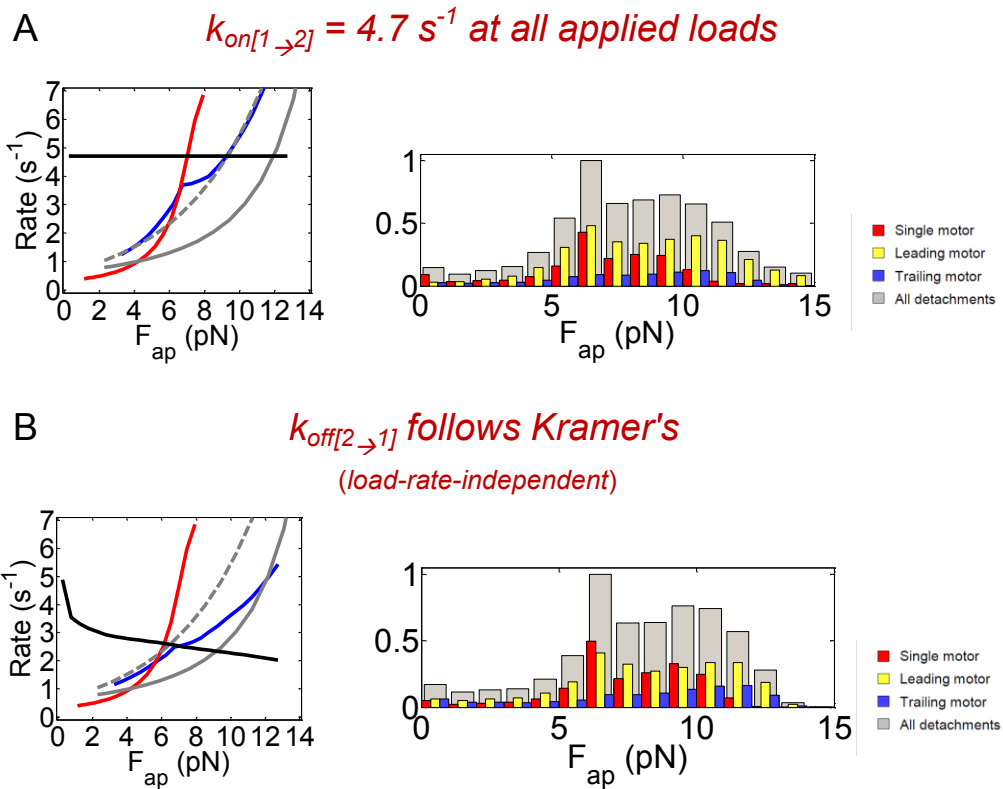 A
k_on[1→2] = 4.7 s⁻¹ at all applied loads
7
6
5
4
3
2
1
0
Rate (s⁻¹)
0 2 4 6 8 10 12 14
F_ap (pN)
1
0.5
0
0 5 10 15
F_ap (pN)
Single motor
Leading motor
Trailing motor
All detachments
B
k_off[2→1] follows Kramer's
(load-rate-independent)
7
6
5
4
3
2
1
0
Rate (s⁻¹)
0 2 4 6 8 10 12 14
F_ap (pN)
1
0.5
0
0 5 10 15
F_ap (pN)
Single motor
Leading motor
Trailing motor
All detachments